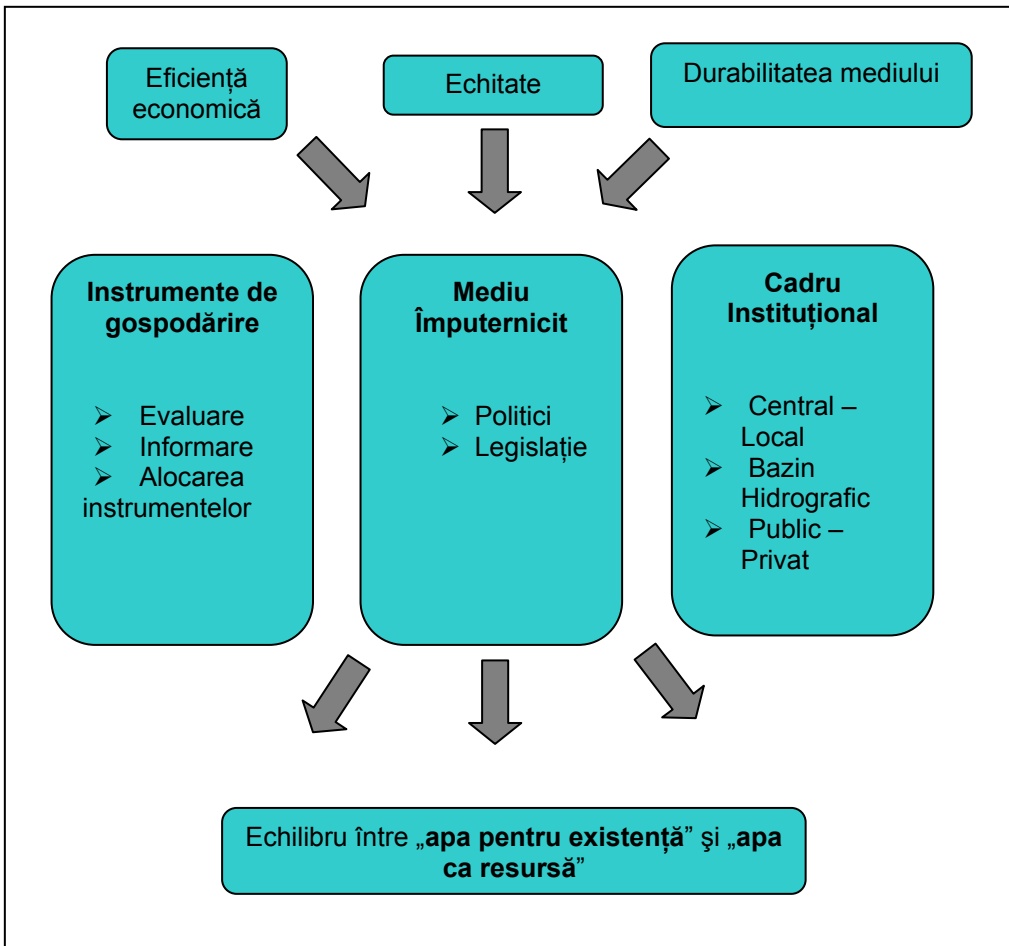 Eficiență
economică
Echitate
Durabilitatea mediului
Instrumente de
gospodărire
➢ Evaluare
➢ Informare
➢ Alocarea
instrumentelor
Mediu
Împuternicit
➢ Politici
➢ Legislație
Cadru
Instituțional
➢ Central –
Local
➢ Bazin
Hidrografic
➢ Public –
Privat
Echilibru între „apa pentru existență” şi „apa
ca resursă”